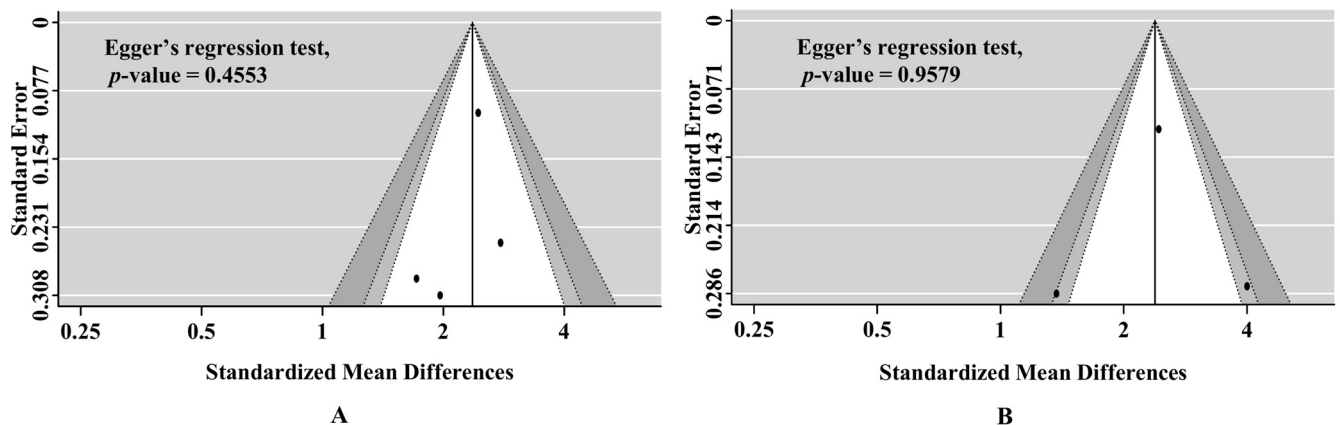 Egger’s regression test,
p-value = 0.4553
Standard Error
0
0.077
0.154
0.231
0.308
0.25 0.5 1 2 4
Standardized Mean Differences
A
Egger’s regression test,
p-value = 0.9579
Standard Error
0
0.071
0.143
0.214
0.286
0.25 0.5 1 2 4
Standardized Mean Differences
B